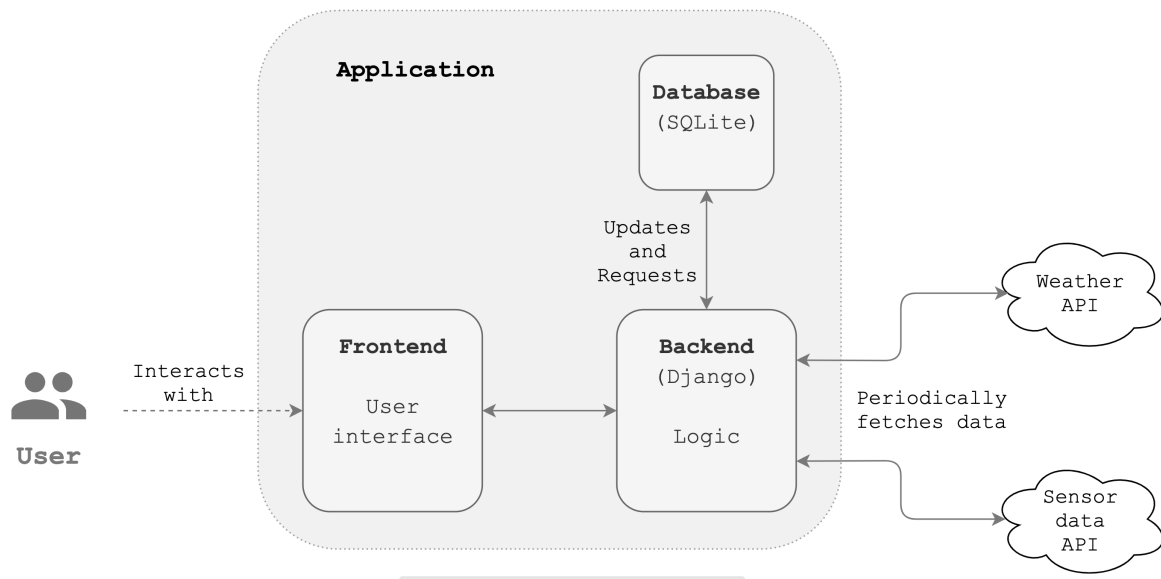 Application
Database
(SQLite)
Updates
and
Requests
Weather
API
Frontend
User
interface
Backend
(Django)
Logic
Interacts
with
User
Periodically
fetches data
Sensor
data
API